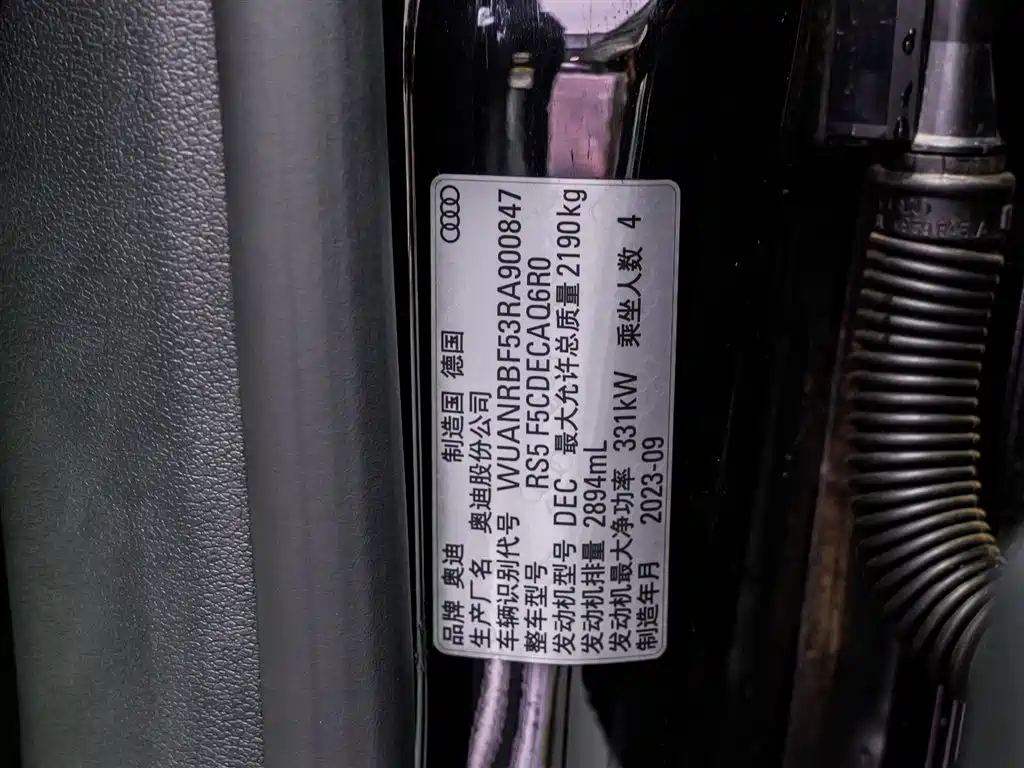 品牌 奥迪 制造国 德国
生产厂名 奥迪股份公司
车辆识别代号 WUANRBF53RA900847
整车型号 RS5 F5CDECAQ6R0
发动机型号 DEC 最大允许总质量 2190kg
发动机排量 2894mL
发动机最大净功率 331kW 乘坐人数 4
制造年月 2023-09